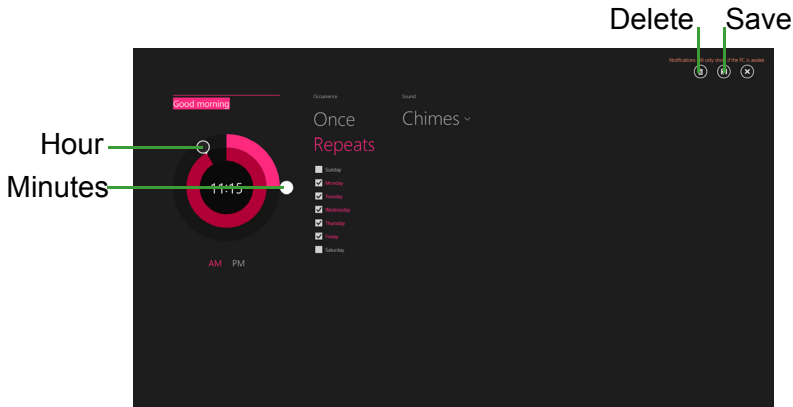 Delete Save
Notifications will only show if the PC is awake.
Good morning
Occurrence
Sound
Once
Chimes
Repeats
Hour
Minutes
11:15
Sunday
Monday
Tuesday
Wednesday
Thursday
Friday
Saturday
AM PM